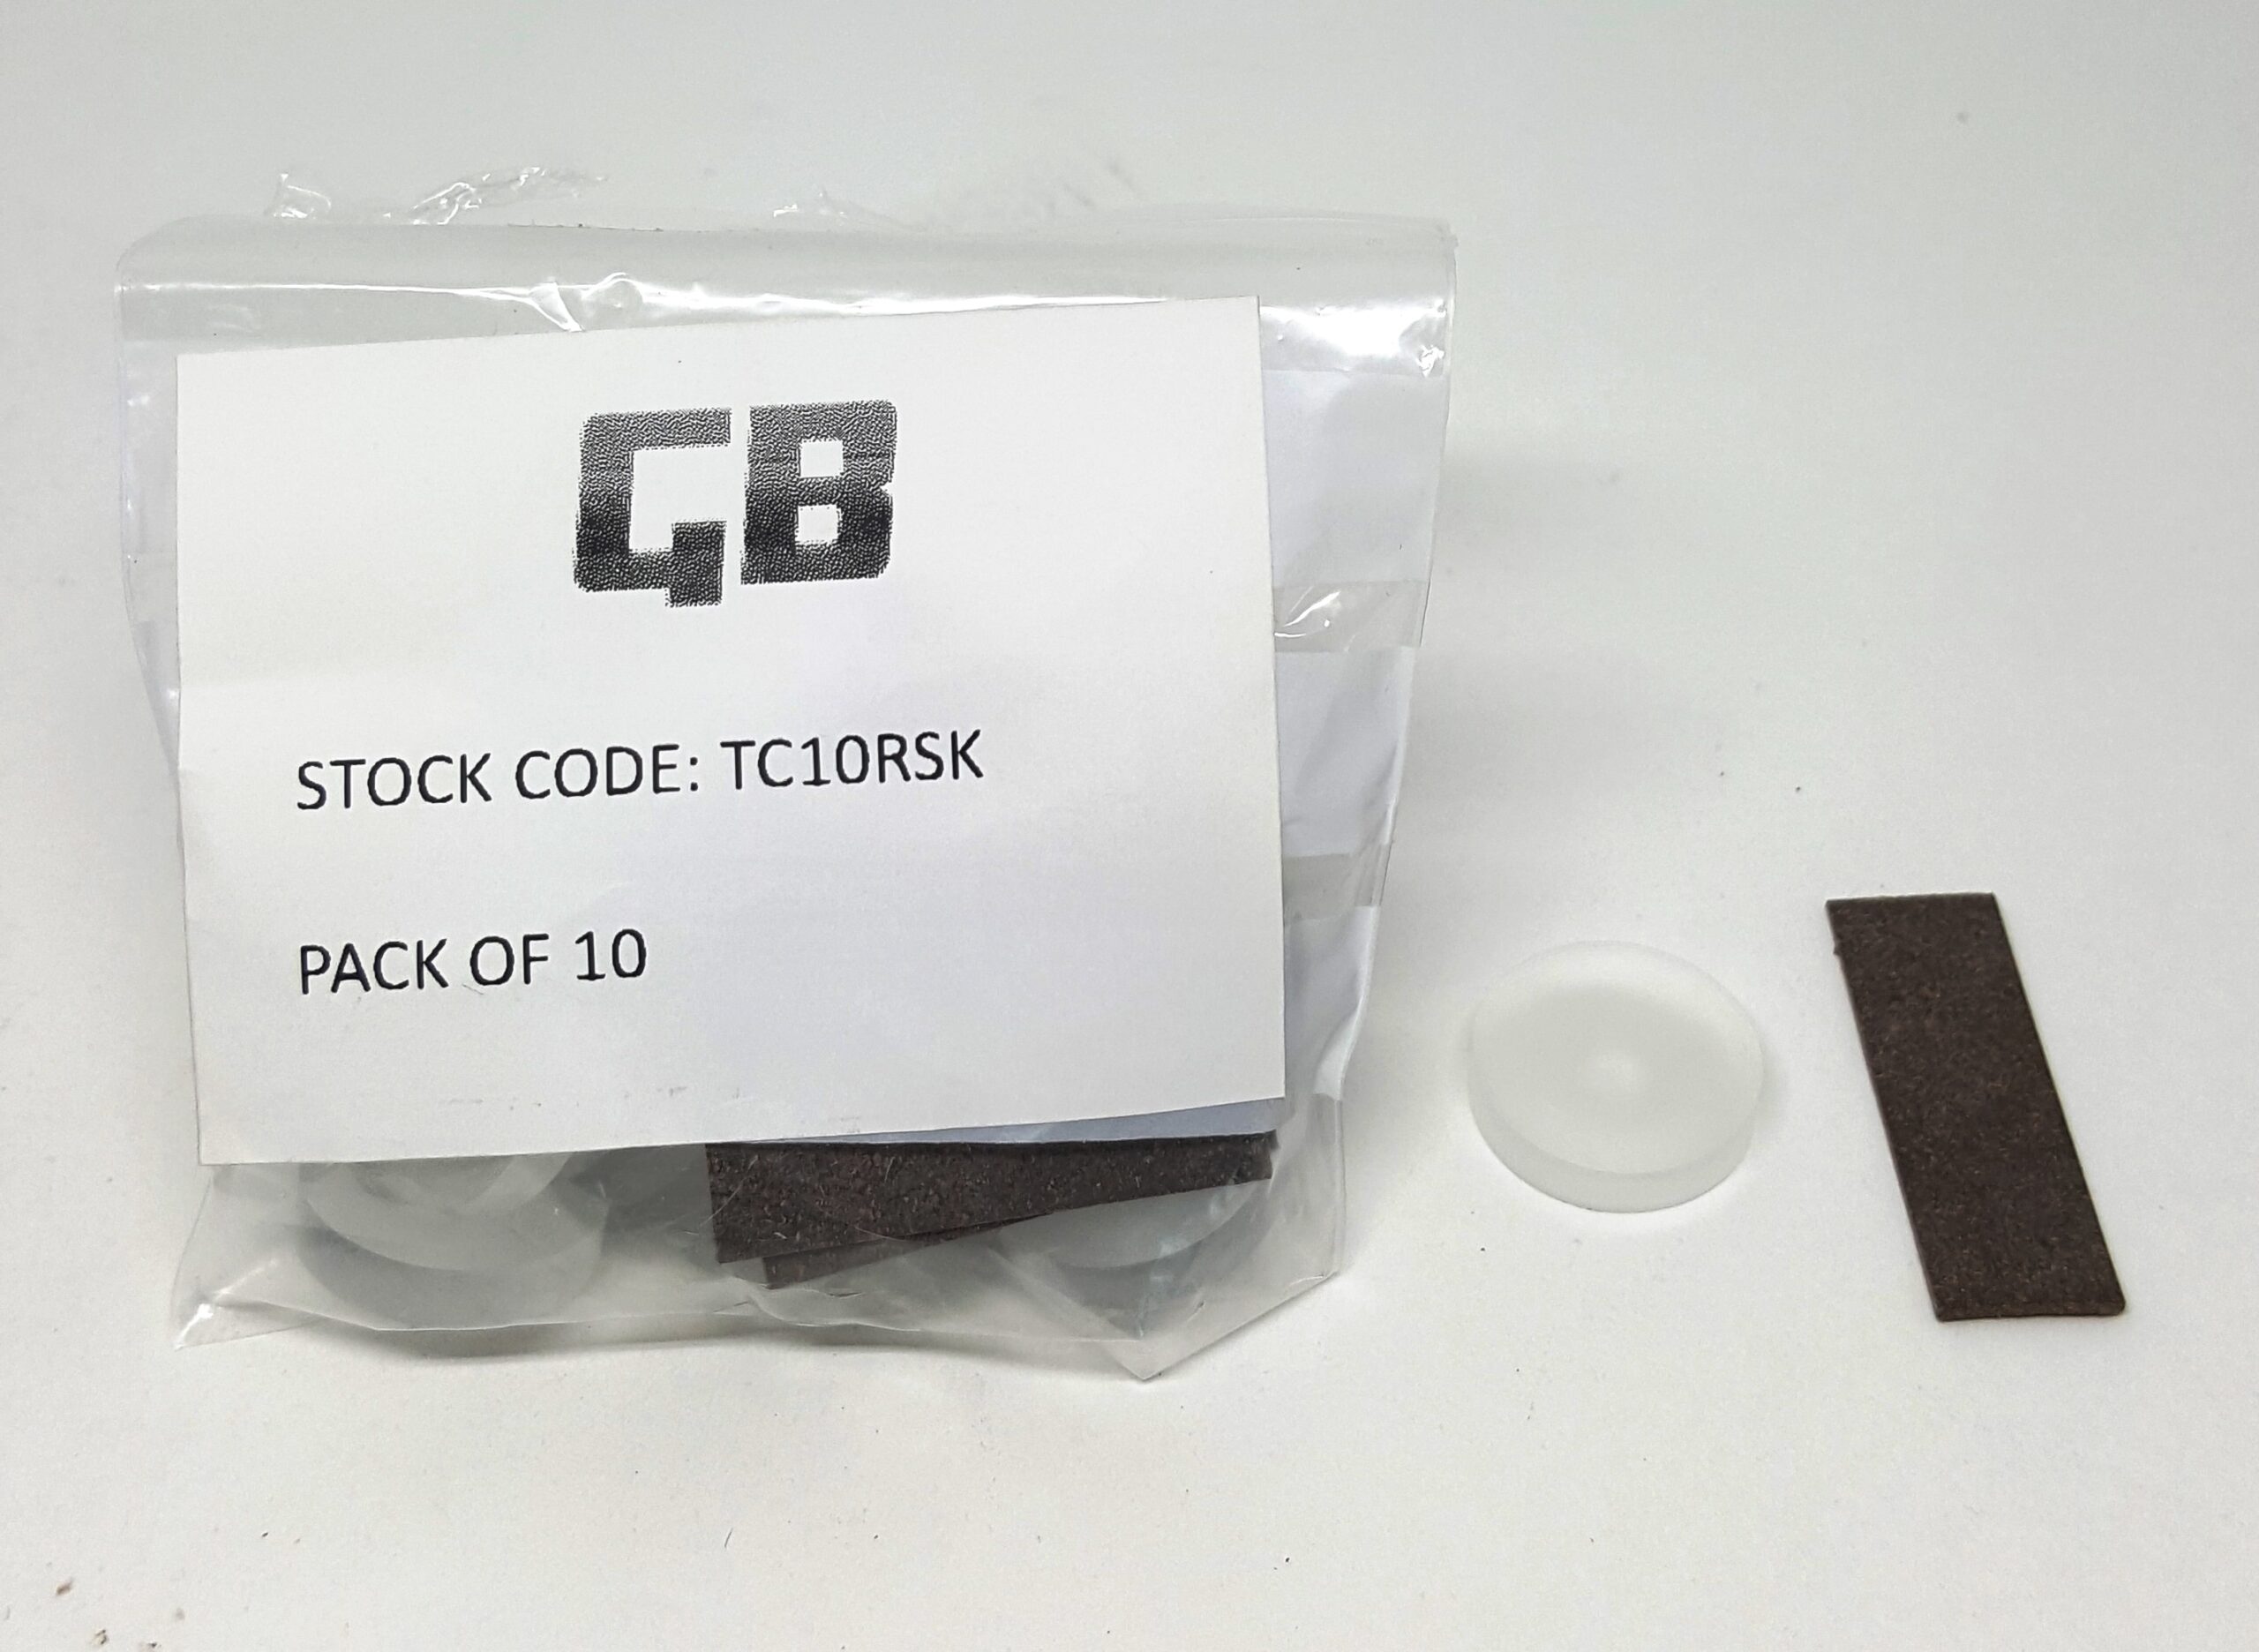 GB
STOCK CODE: TC10RSK
PACK OF 10